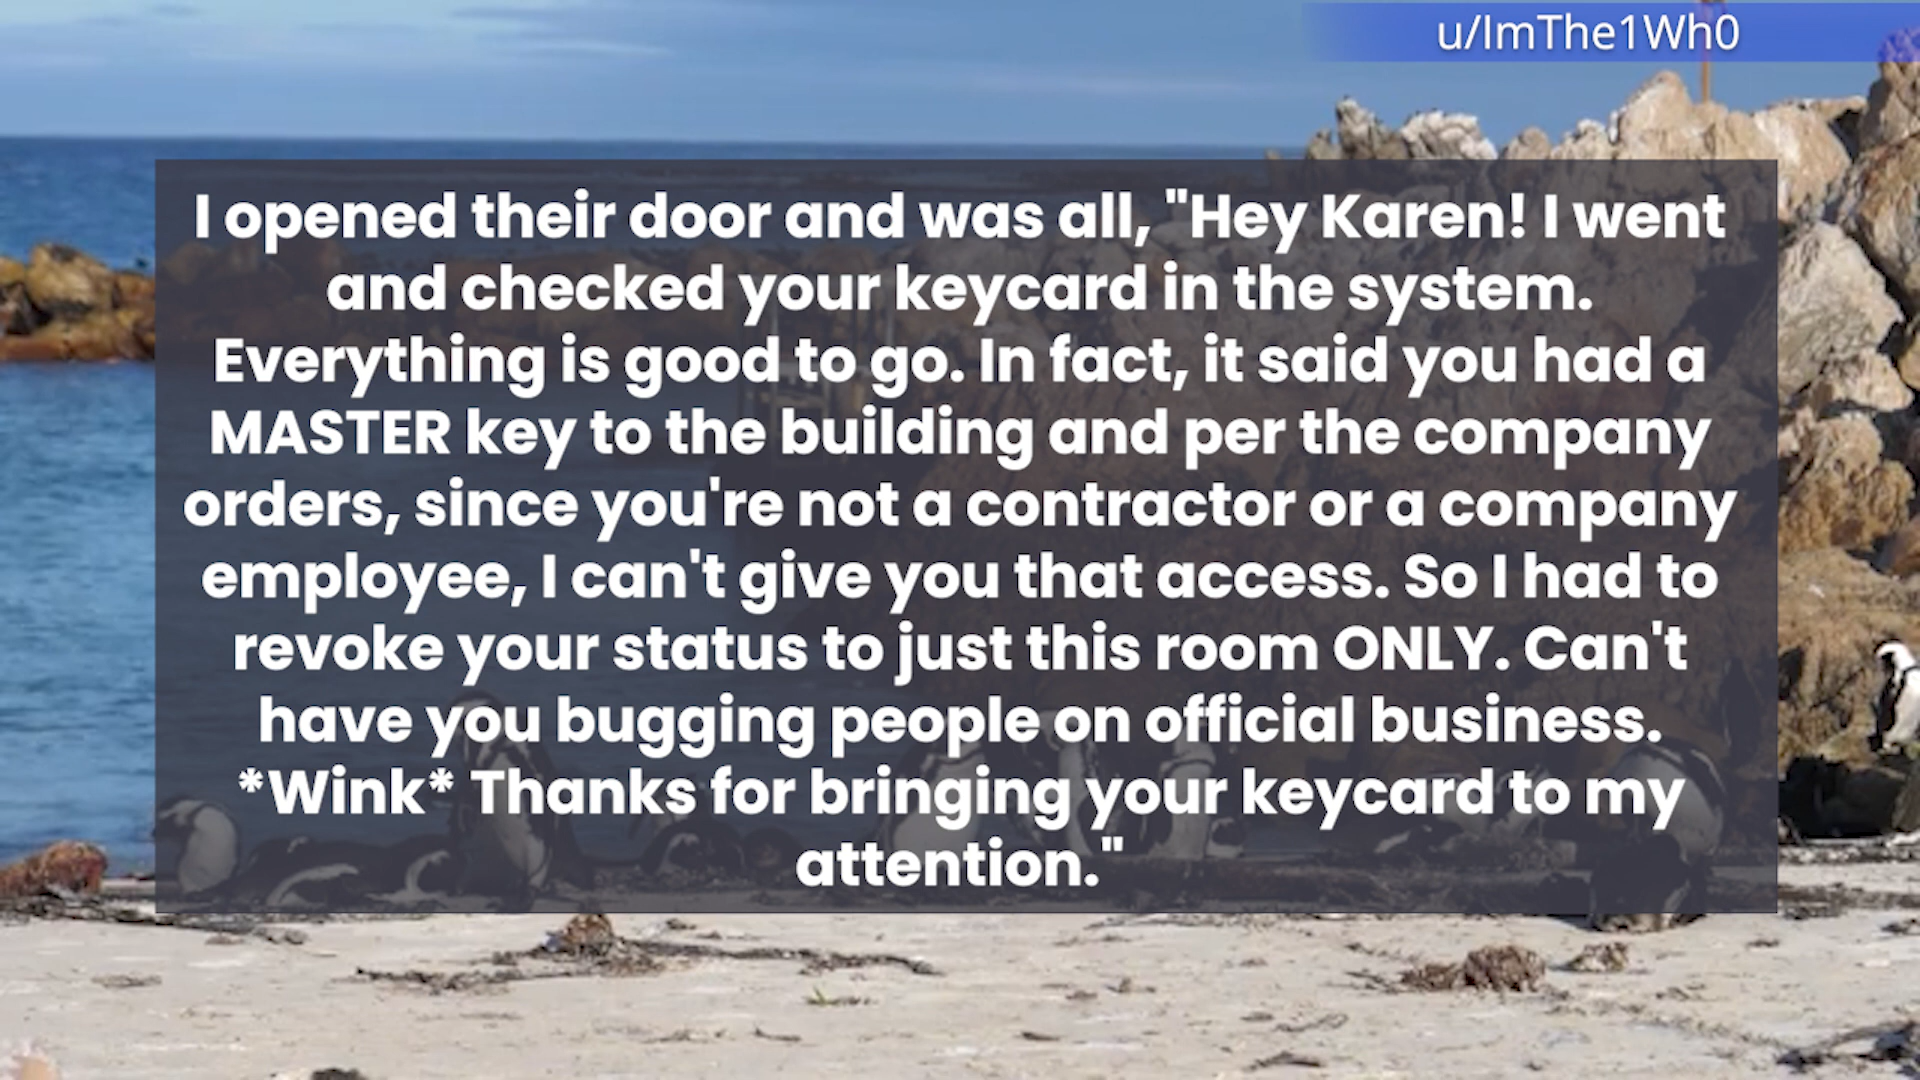 u/ImThe1Wh0
I opened their door and was all, "Hey Karen! I went
and checked your keycard in the system.
Everything is good to go. In fact, it said you had a
MASTER key to the building and per the company
orders, since you're not a contractor or a company
employee, I can't give you that access. So I had to
revoke your status to just this room ONLY. Can't
have you bugging people on official business.
*Wink* Thanks for bringing your keycard to my
attention."